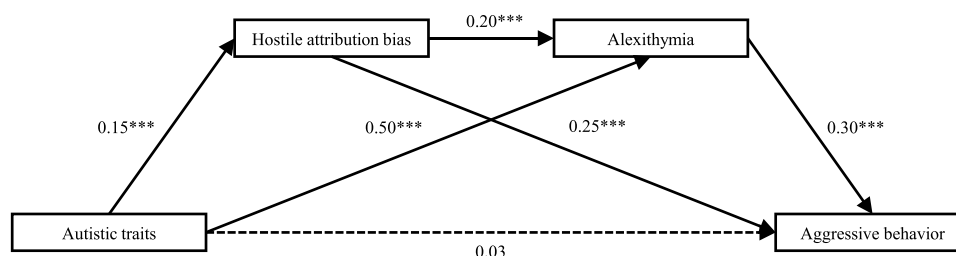 0.20***
Hostile attribution bias
Alexithymia
0.15***
0.50***
0.25***
0.30***
Autistic traits
Aggressive behavior
0.03